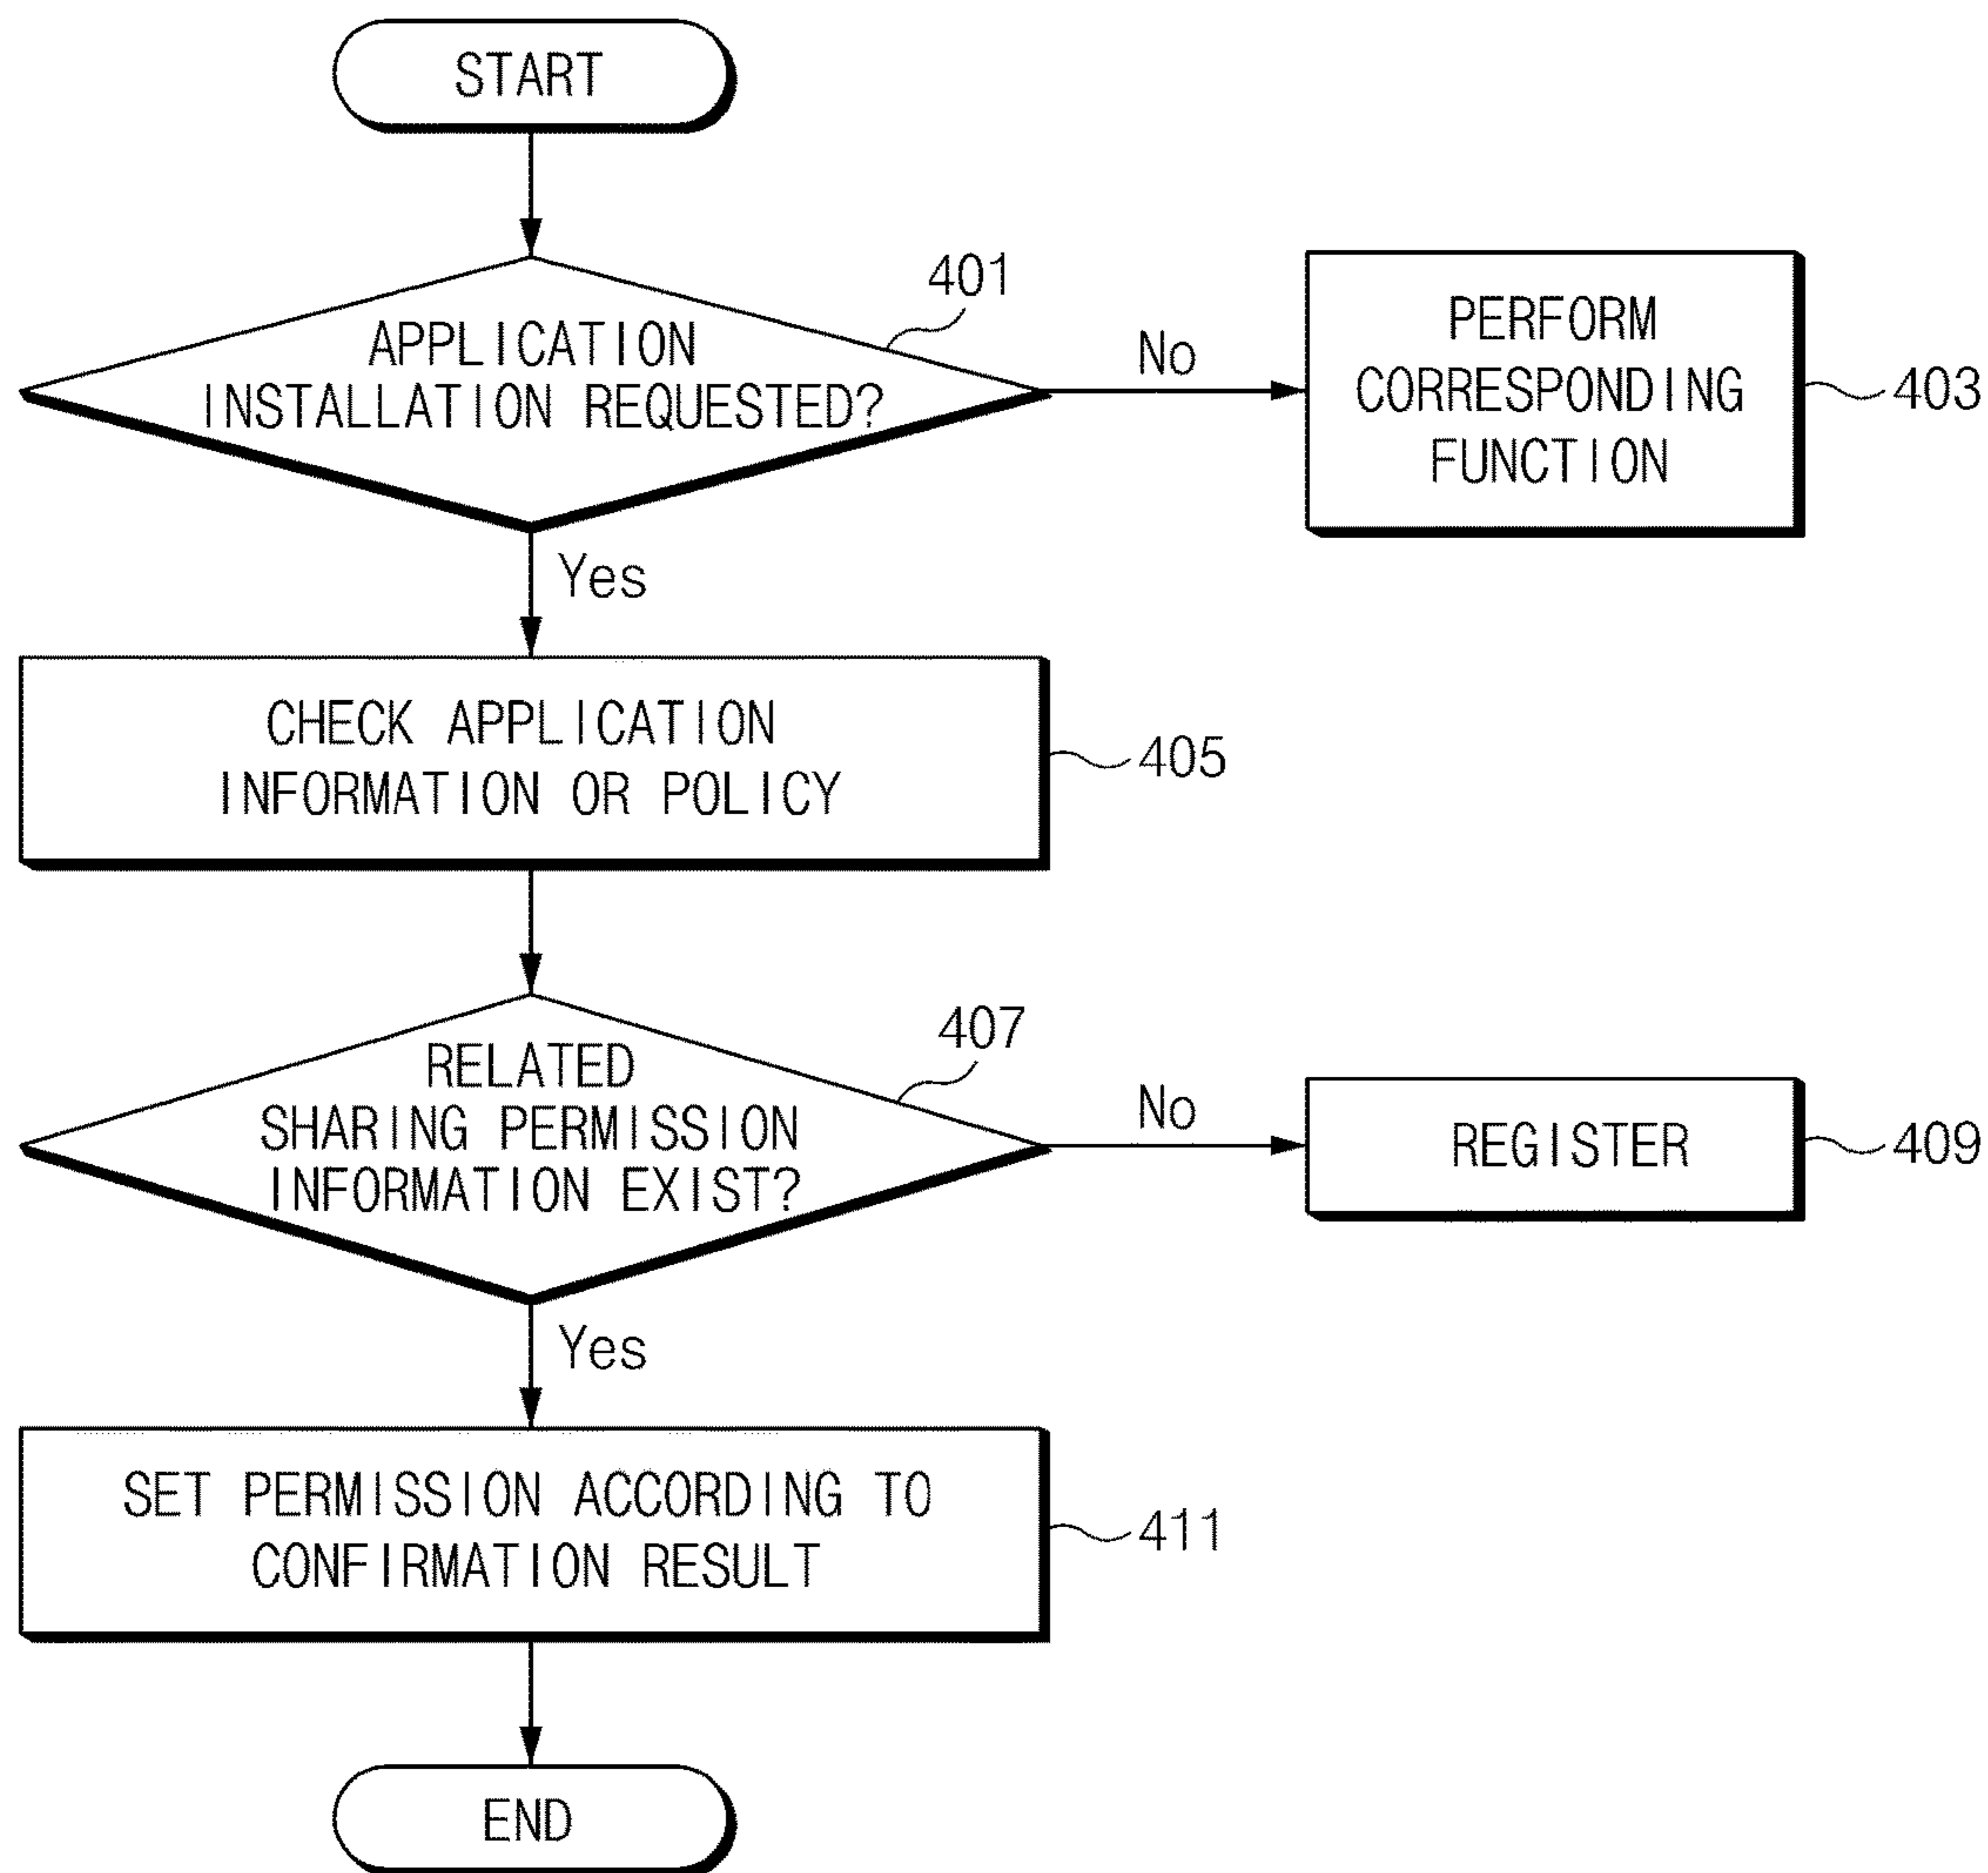 START
401
APPLICATION
INSTALLATION REQUESTED?
No
PERFORM
CORRESPONDING
FUNCTION
403
Yes
CHECK APPLICATION
INFORMATION OR POLICY
405
407
RELATED
SHARING PERMISSION
INFORMATION EXIST?
No
REGISTER
409
Yes
SET PERMISSION ACCORDING TO
CONFIRMATION RESULT
411
END